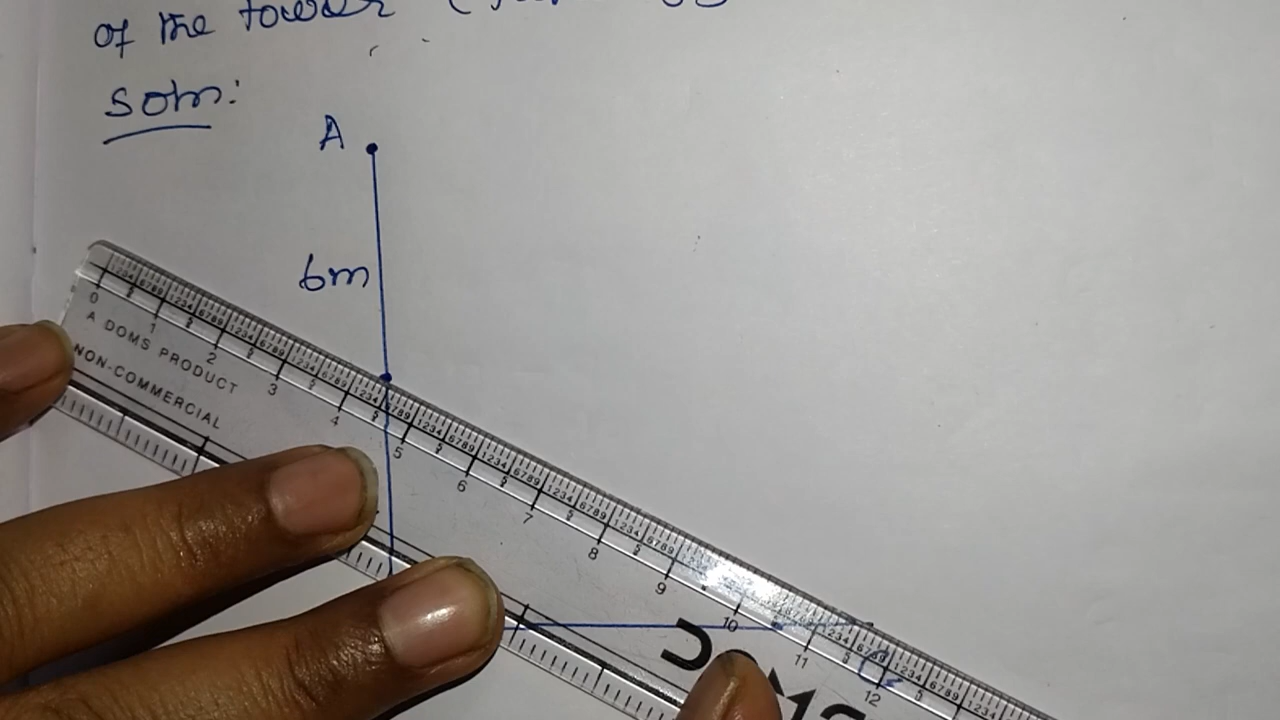 of the tower (
Soln:
A
6m
0 1 2 3 4 5 6 7 8 9 10 11 12
A DOMS PRODUCT
NON-COMMERCIAL
C